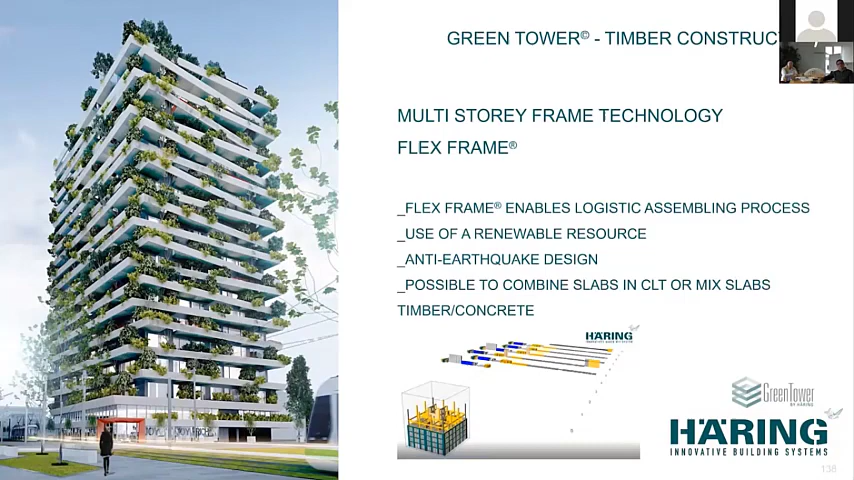 GREEN TOWER© - TIMBER CONSTRUC
MULTI STOREY FRAME TECHNOLOGY
FLEX FRAME®
_FLEX FRAME® ENABLES LOGISTIC ASSEMBLING PROCESS
_USE OF A RENEWABLE RESOURCE
_ANTI-EARTHQUAKE DESIGN
_POSSIBLE TO COMBINE SLABS IN CLT OR MIX SLABS
TIMBER/CONCRETE
HÄRING
GreenTower
BY HÄRING
HÄRING
INNOVATIVE BUILDING SYSTEMS
138